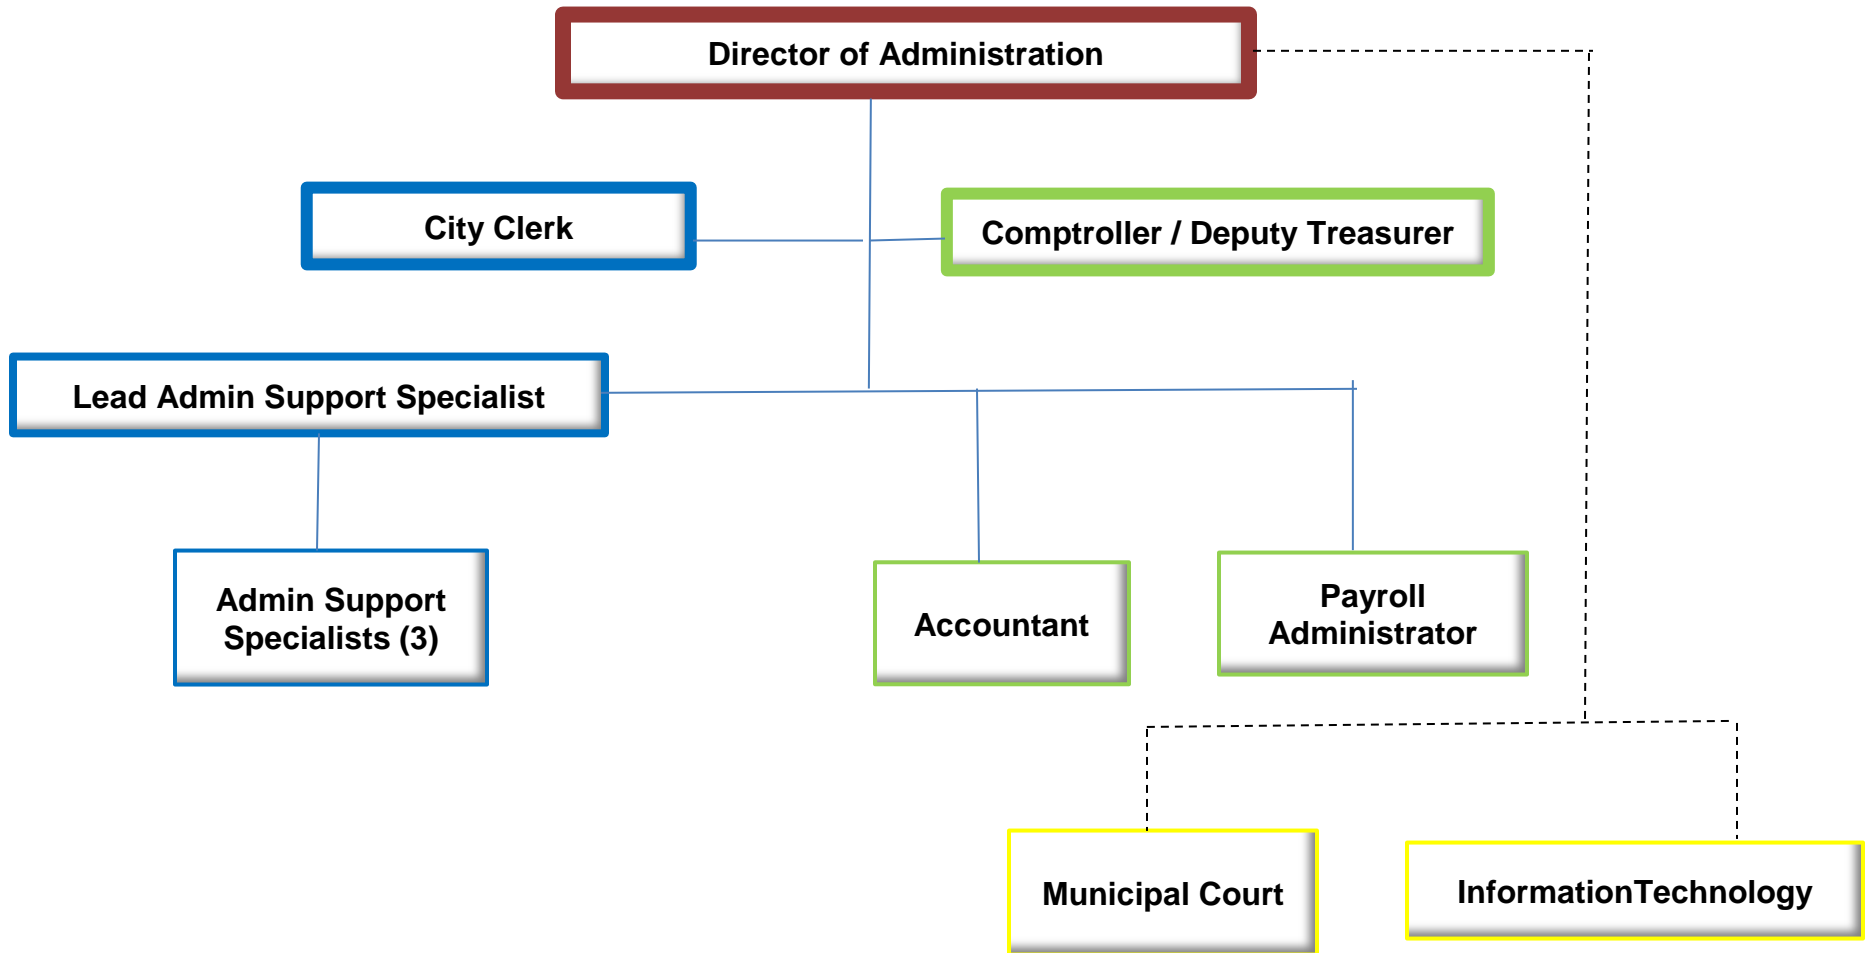 Director of Administration
City Clerk
Comptroller / Deputy Treasurer
Lead Admin Support Specialist
Admin Support
Specialists (3)
Accountant
Payroll
Administrator
Municipal Court
InformationTechnology